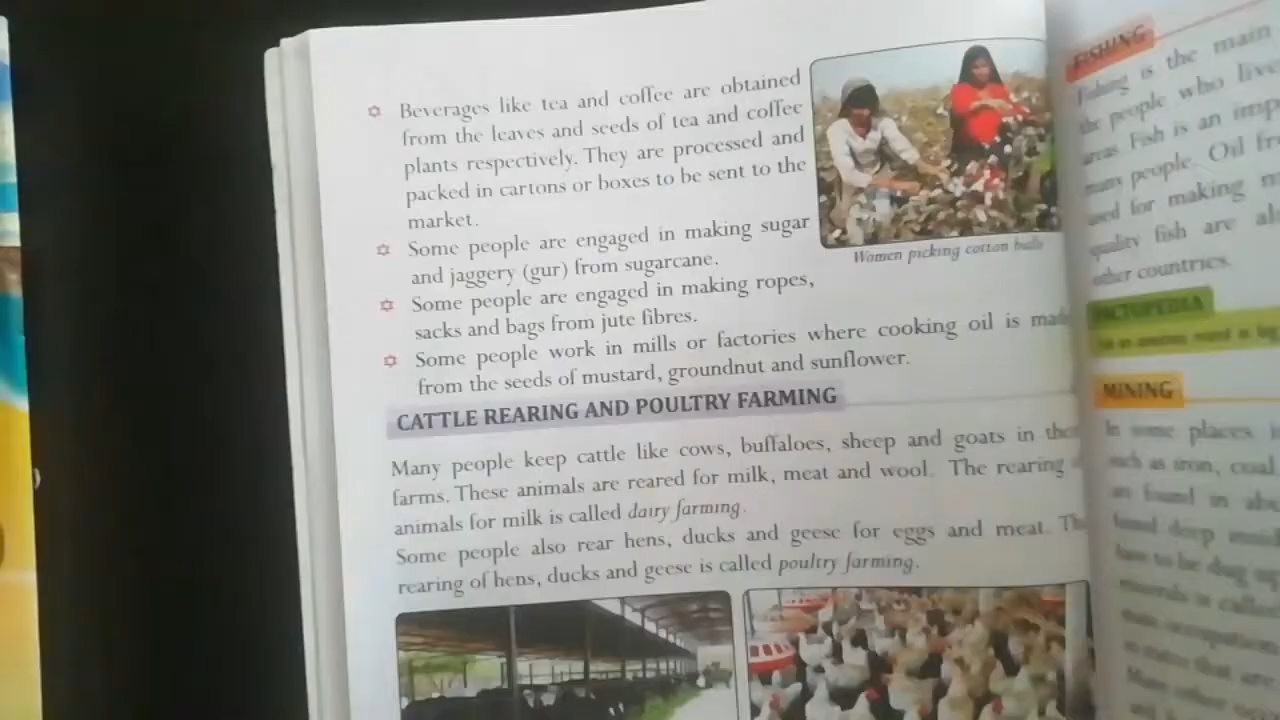 Beverages like tea and coffee are obtained
from the leaves and seeds of tea and coffee
plants respectively. They are processed and
packed in cartons or boxes to be sent to the
market.
Some people are engaged in making sugar
and jaggery (gur) from sugarcane.
Some people are engaged in making ropes,
sacks and bags from jute fibres.
Some people work in mills or factories where cooking oil is made
from the seeds of mustard, groundnut and sunflower.
Women picking cotton balls
CATTLE REARING AND POULTRY FARMING
Many people keep cattle like cows, buffaloes, sheep and goats in
farms. These animals are reared for milk, meat and wool. The rearing
animals for milk is called dairy farming.
Some people also rear hens, ducks and geese for eggs and meat.
rearing of hens, ducks and geese is called poultry farming.
FISHING
Fishing is the main
the people who live
areas. Fish is an
many people. Oil
used for making
quality fish are
other countries.
MINING
In some places
such as iron, coal